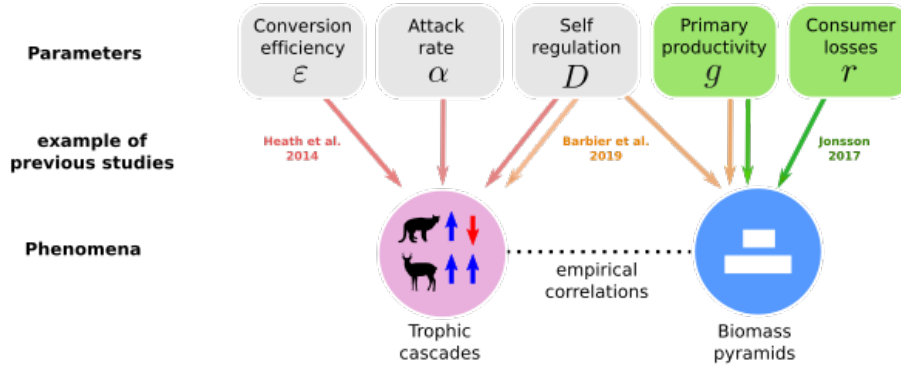 Parameters
Conversion
efficiency
ε
Attack
rate
α
Self
regulation
D
Primary
productivity
g
Consumer
losses
r
example of
previous studies
Heath et al.
2014
Barbier et al.
2019
Jonsson
2017
Phenomena
empirical
correlations
Trophic
cascades
Biomass
pyramids